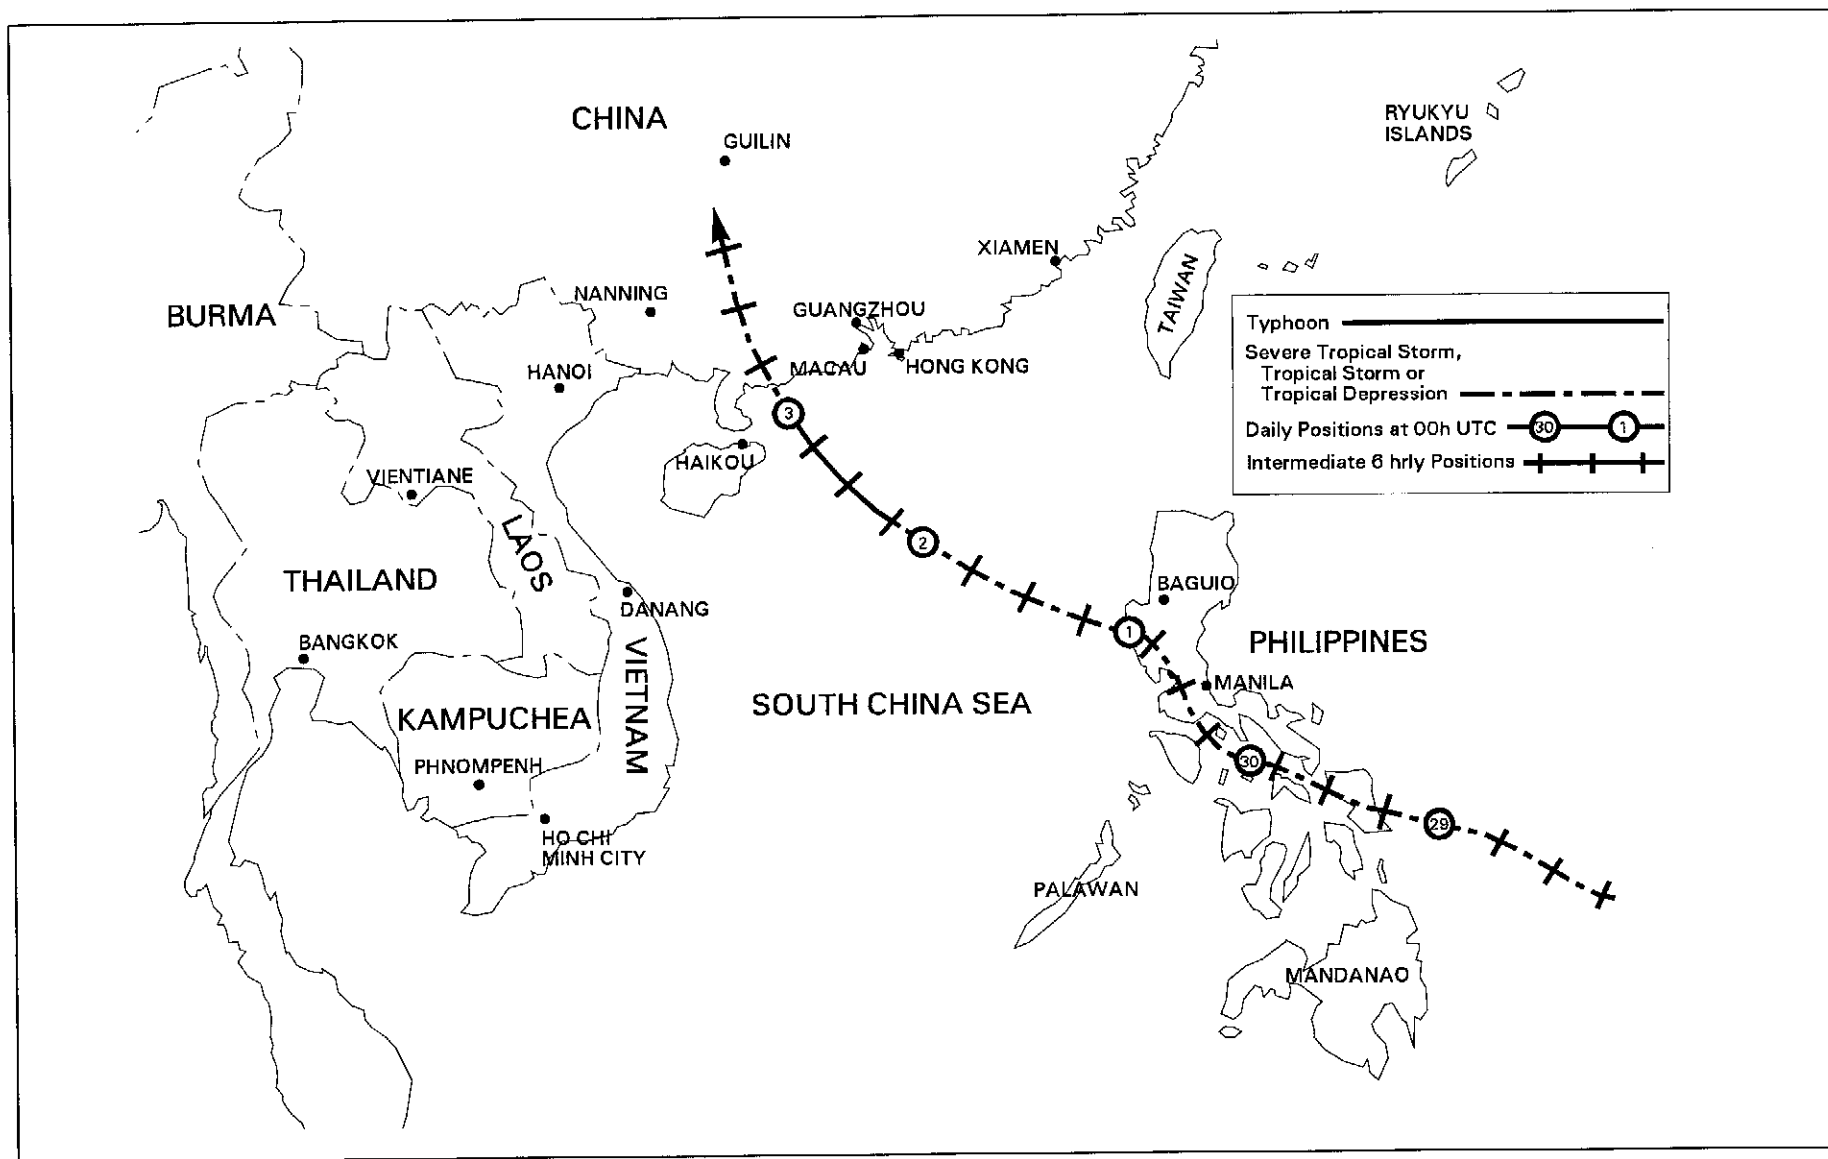 CHINA
GUILIN
RYUKYU
ISLANDS
XIAMEN
TAIWAN
NANNING
GUANGZHOU
BURMA
MACAU
HONG KONG
HANOI
Typhoon
Severe Tropical Storm,
Tropical Storm or
Tropical Depression
Daily Positions at 00h UTC 30 1
Intermediate 6 hrly Positions
3
HAIKOU
VIENTIANE
LAOS
2
THAILAND
DANANG
BAGUIO
BANGKOK
VIETNAM
1
PHILIPPINES
MANILA
KAMPUCHEA
SOUTH CHINA SEA
PHNOMPENH
30
HO CHI
MINH CITY
29
PALAWAN
MANDANAO